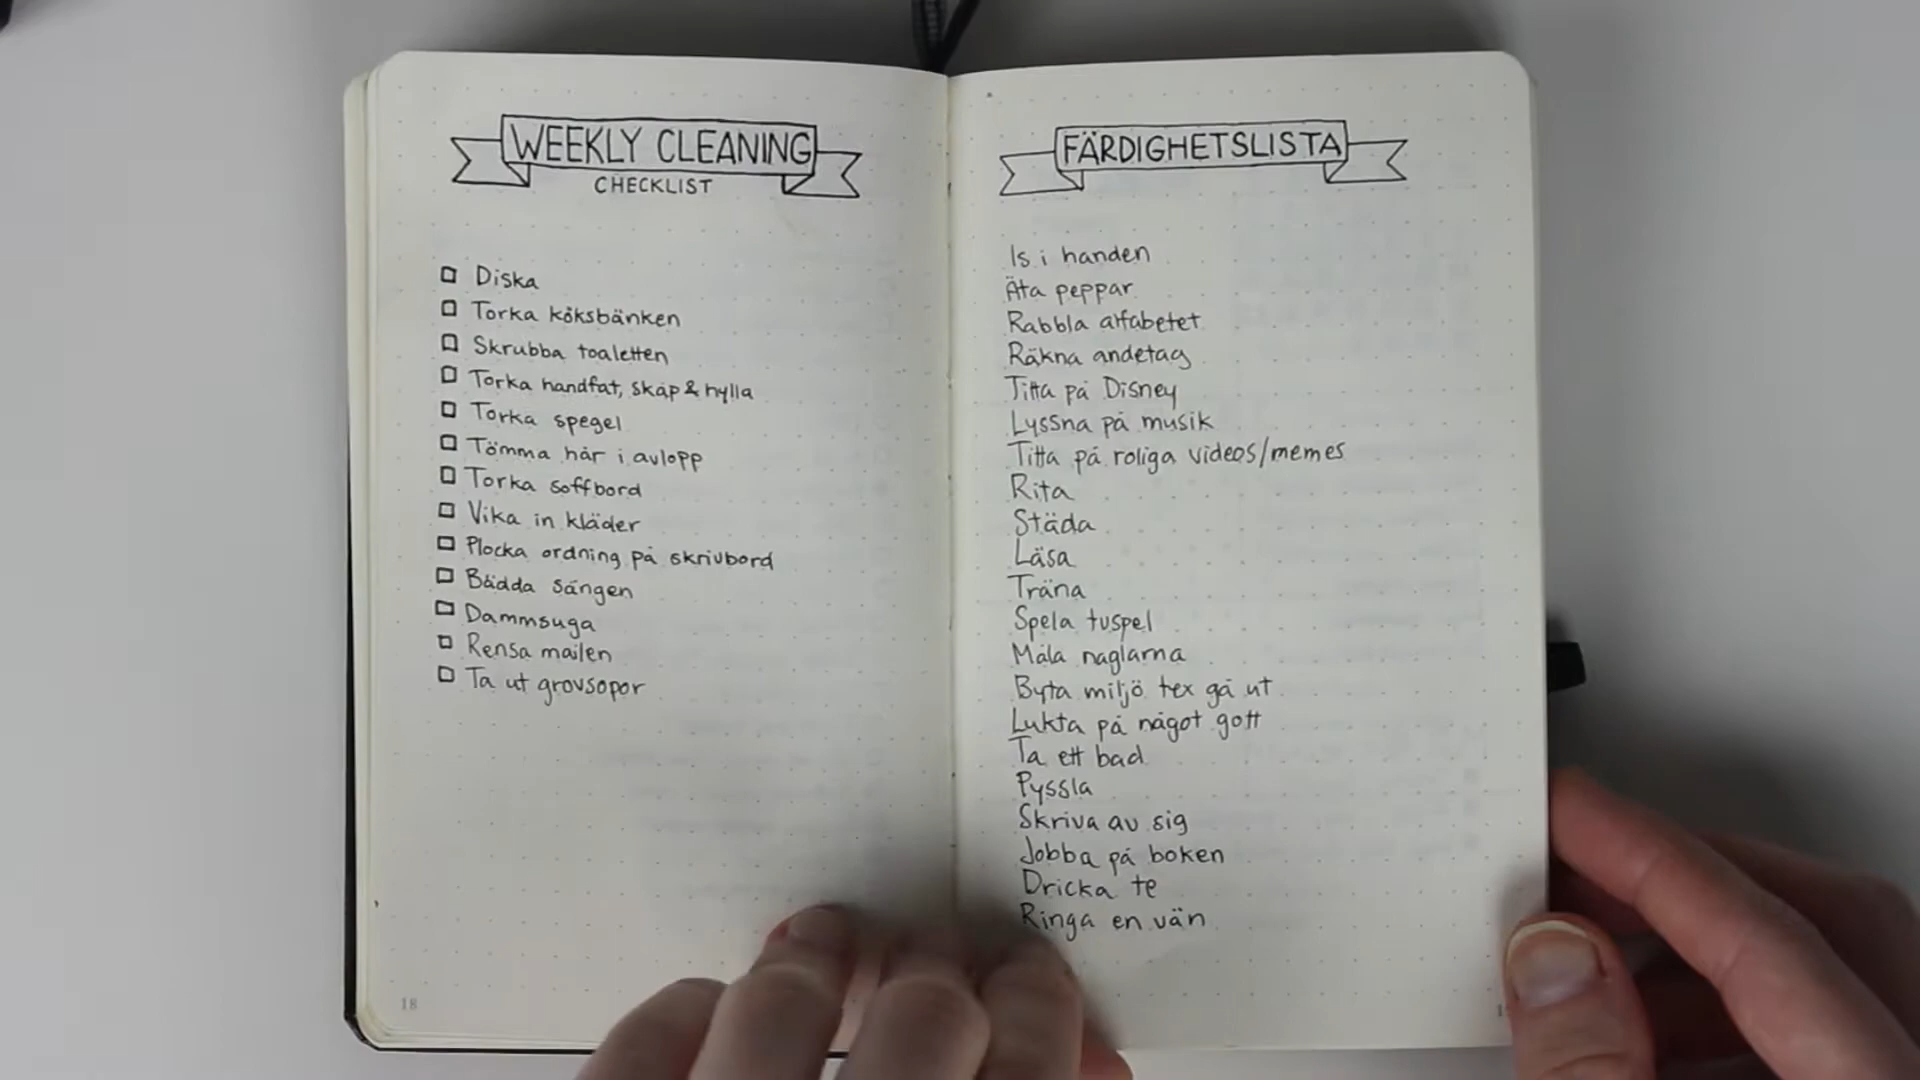 WEEKLY CLEANING
CHECKLIST
Diska
Torka köksbänken
Skrubba toaletten
Torka handfat, skåp & hylla
Torka spegel
Tömma hår i avlopp
Torka soffbord
Vika in kläder
Plocka ordning på skrivbord
Bädda sängen
Dammsuga
Rensa mailen
Ta ut grovsopor
18
FÄRDIGHETSLISTA
Is i handen
Äta peppar
Rabbla alfabetet
Räkna andetag
Titta på Disney
Lyssna på musik
Titta på roliga videos/memes
Rita
Städa
Läsa
Träna
Spela tvspel
Måla naglarna
Byta miljö tex gå ut
Lukta på något gott
Ta ett bad
Pyssla
Skriva av sig
Jobba på boken
Dricka te
Ringa en vän